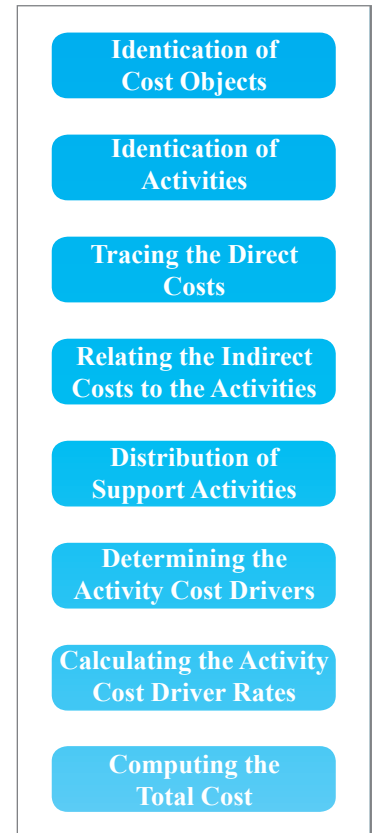 Identication of
Cost Objects
Identication of
Activities
Tracing the Direct
Costs
Relating the Indirect
Costs to the Activities
Distribution of
Support Activities
Determining the
Activity Cost Drivers
Calculating the Activity
Cost Driver Rates
Computing the
Total Cost